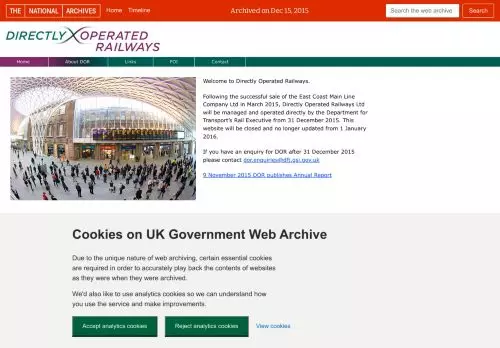 THE NATIONAL ARCHIVES Home Timeline Archived on Dec 15, 2015 Search the web archive
DIRECTLY OPERATED
RAILWAYS
Home About DOR Links FOI Contact
Welcome to Directly Operated Railways.
Following the successful sale of the East Coast Main Line
Company Ltd in March 2015, Directly Operated Railways Ltd
will be managed and operated directly by the Department for
Transport's Rail Executive from 31 December 2015. This
website will be closed and no longer updated from 1 January
2016.
If you have an enquiry for DOR after 31 December 2015
please contact dor.enquiries@dft.gsi.gov.uk
9 November 2015 DOR publishes Annual Report
Cookies on UK Government Web Archive
Due to the unique nature of web archiving, certain essential cookies
are required in order to accurately play back the contents of websites
as they were when they were archived.
We'd also like to use analytics cookies so we can understand how
you use the service and make improvements.
Accept analytics cookies Reject analytics cookies View cookies